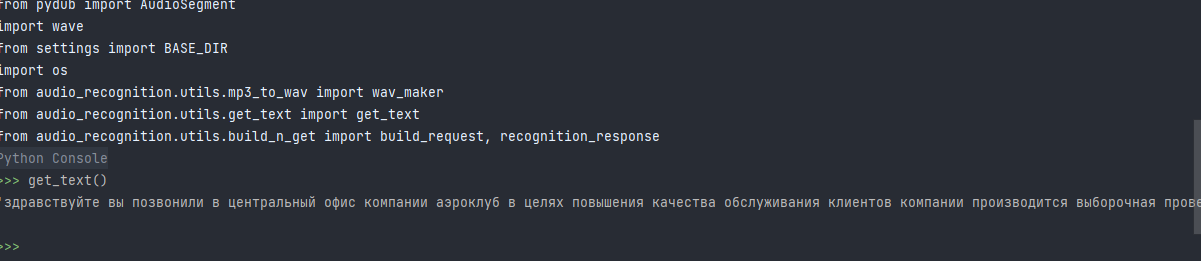 from pydub import AudioSegment
import wave
from settings import BASE_DIR
import os
from audio_recognition.utils.mp3_to_wav import wav_maker
from audio_recognition.utils.get_text import get_text
from audio_recognition.utils.build_n_get import build_request, recognition_response
Python Console
>>> get_text()
'здравствуйте вы позвонили в центральный офис компании аэроклуб в целях повышения качества обслуживания клиентов компании производится выборочная
>>>